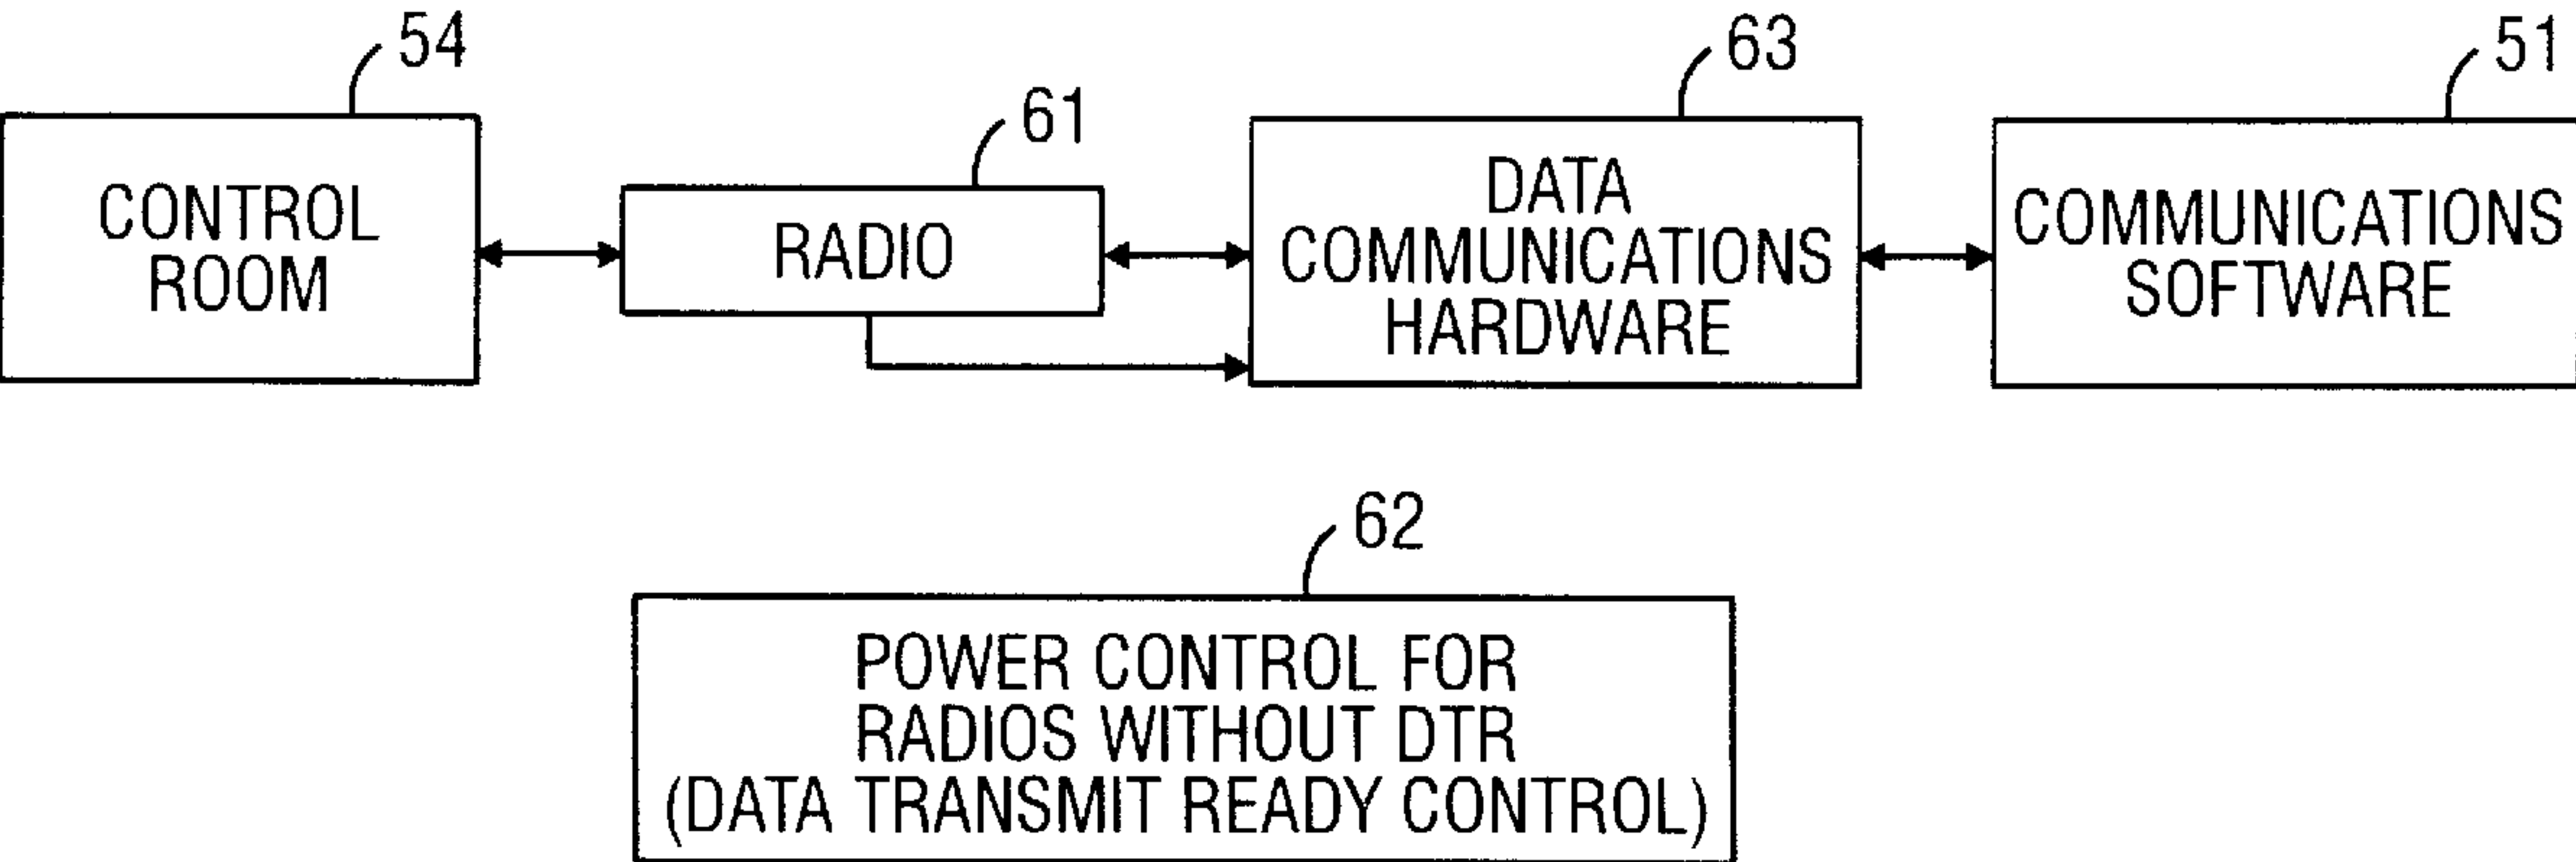 54
CONTROL
ROOM
61
RADIO
63
DATA
COMMUNICATIONS
HARDWARE
51
COMMUNICATIONS
SOFTWARE
62
POWER CONTROL FOR
RADIOS WITHOUT DTR
(DATA TRANSMIT READY CONTROL)